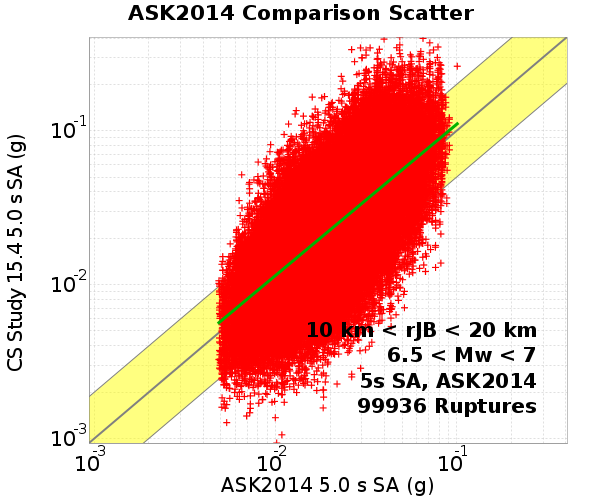 ASK2014 Comparison Scatter
CS Study 15.4 5.0 s SA (g)
10⁻¹
10⁻²
10⁻³
10 km < rJB < 20 km
6.5 < Mw < 7
5s SA, ASK2014
99936 Ruptures
10⁻³ 10⁻² 10⁻¹
ASK2014 5.0 s SA (g)